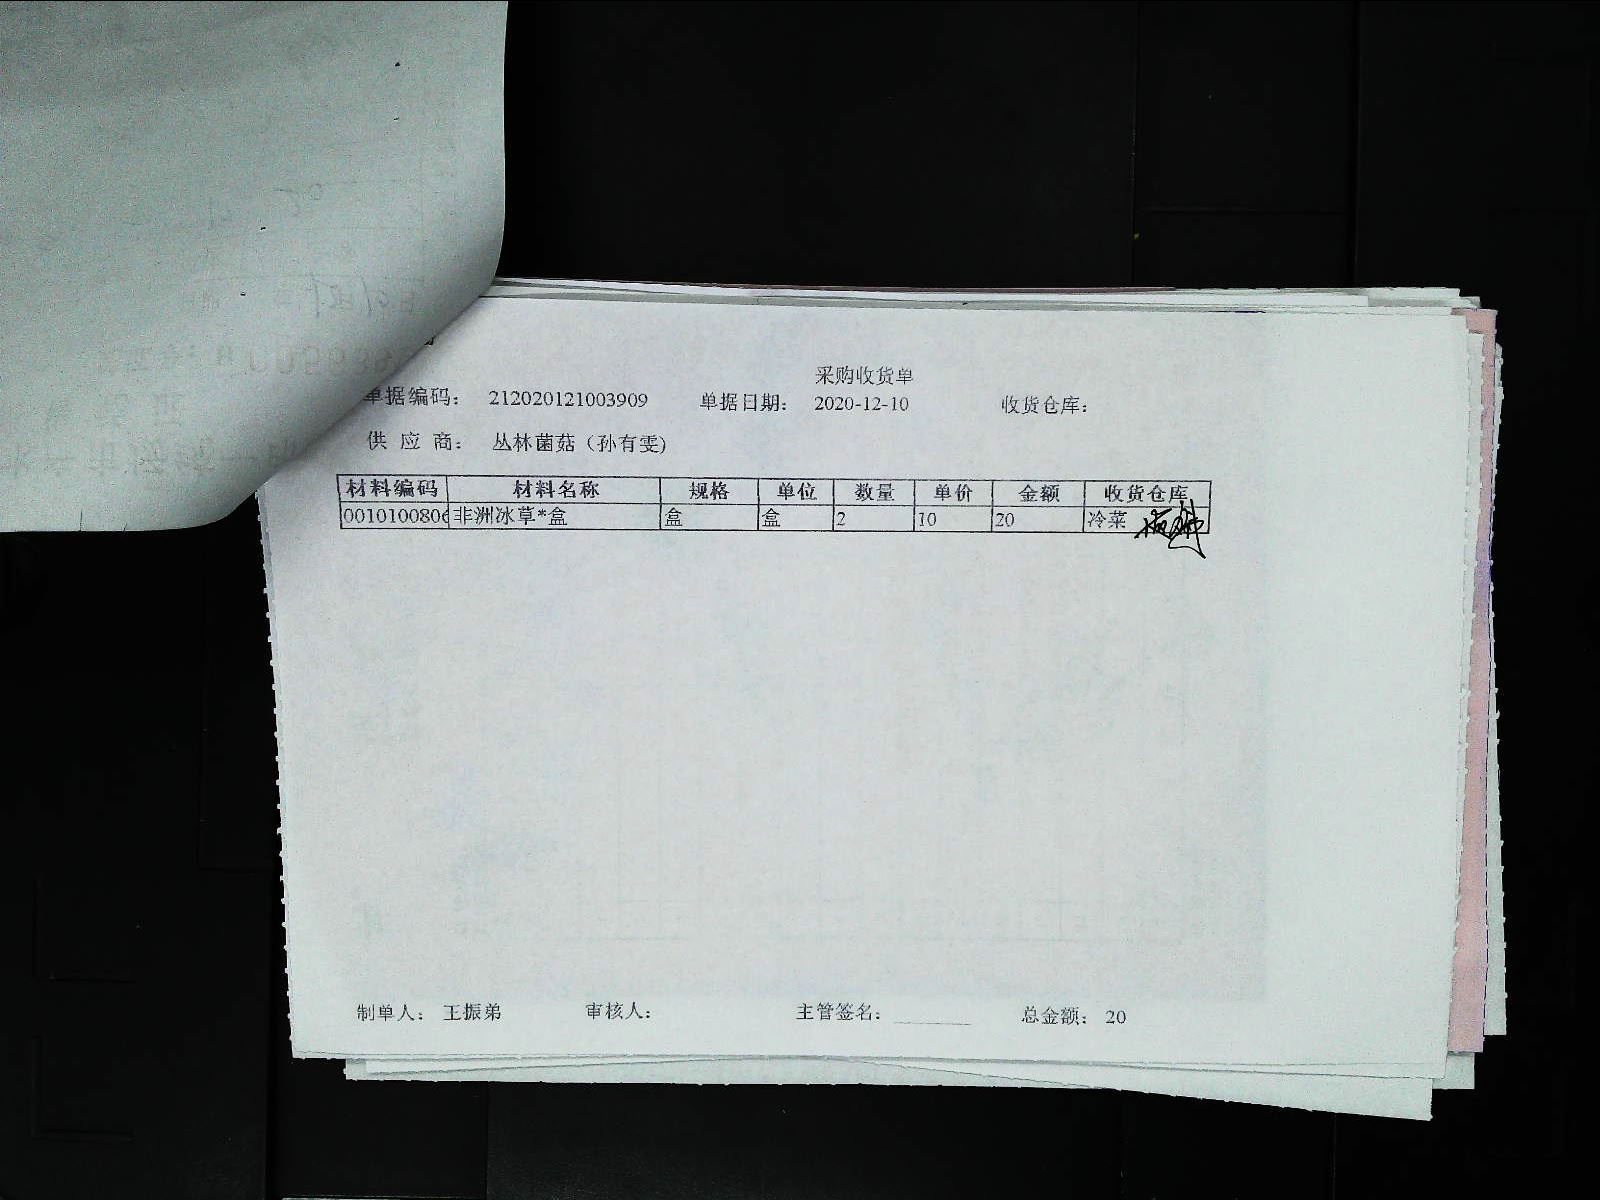 采购收货单
单据编码： 212020121003909 单据日期： 2020-12-10 收货仓库：
供 应 商： 丛林菌菇（孙有雯)
材料编码 材料名称 规格 单位 数量 单价 金额 收货仓库
0010100806 非洲冰草*盒 盒 盒 2 10 20 冷菜
制单人： 王振弟 审核人： 主管签名： ________ 总金额： 20